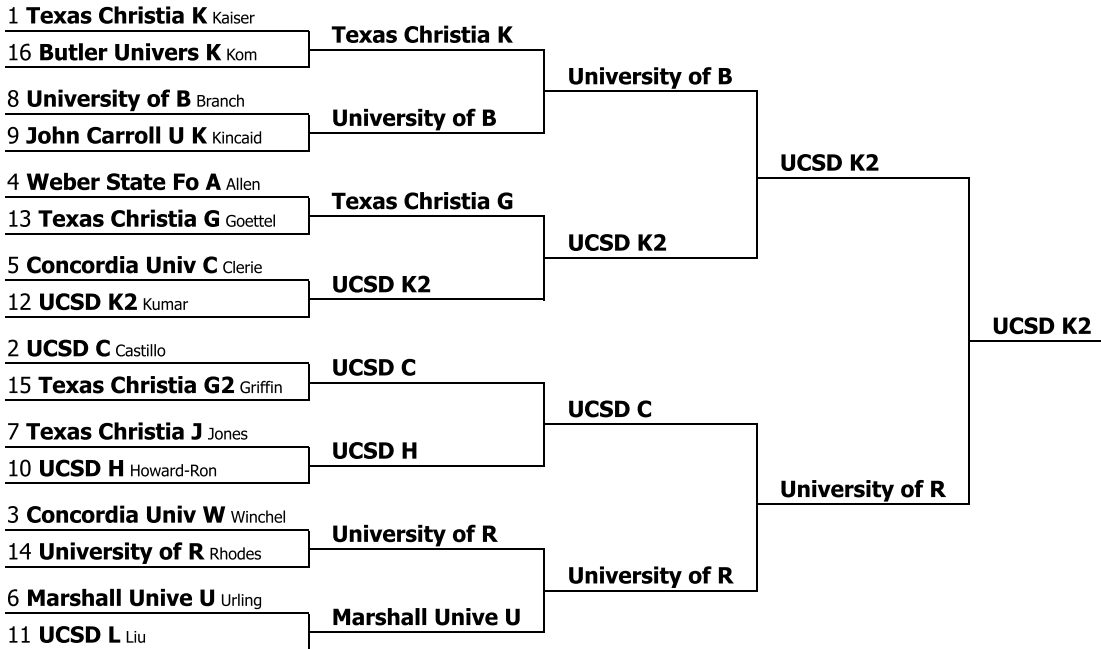 1 Texas Christia K Kaiser
16 Butler Univers K Kom
8 University of B Branch
9 John Carroll U K Kincaid
4 Weber State Fo A Allen
13 Texas Christia G Goettel
5 Concordia Univ C Clerie
12 UCSD K2 Kumar
2 UCSD C Castillo
15 Texas Christia G2 Griffin
7 Texas Christia J Jones
10 UCSD H Howard-Ron
3 Concordia Univ W Winchel
14 University of R Rhodes
6 Marshall Unive U Urling
11 UCSD L Liu
Texas Christia K
University of B
Texas Christia G
UCSD K2
UCSD C
UCSD H
University of R
Marshall Unive U
University of B
UCSD K2
UCSD C
University of R
UCSD K2
University of R
UCSD K2